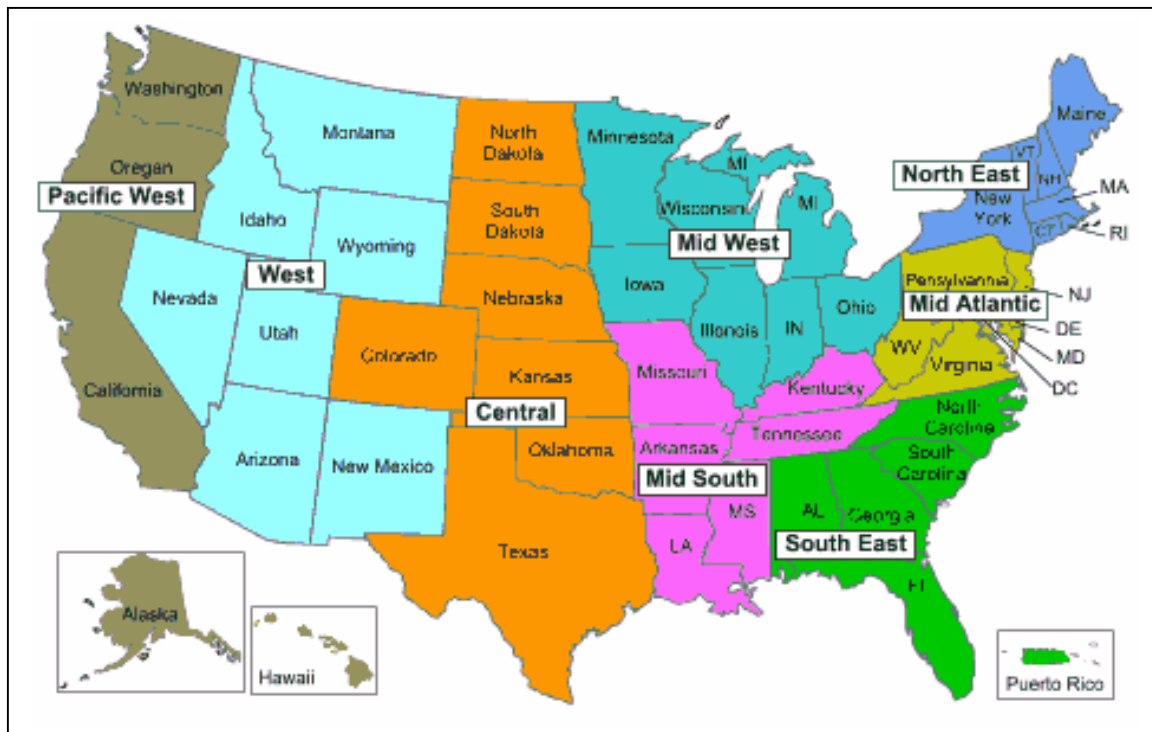 Washington
Oregan
Pacific West
California
Montana
Idaho
Wyoming
West
Nevada
Utah
Arizona
New Mexico
North
Dakota
South
Dakota
Nebraska
Colorado
Kansas
Central
Oklahoma
Texas
Minnesota
MI
Wisconsin
MI
Mid West
Iowa
Illonois
IN
Ohio
Missouri
Kentucky
Tennessee
Arkansas
Mid South
MS
LA
Maine
VT
NH
North East
New
York
MA
CT
RI
Pensylvannia
Mid Atlantic
NJ
DE
MD
DC
WV
Virginia
North
Carolina
South
Carolina
AL
Georgia
South East
FL
Alaska
Hawaii
Puerto Rico